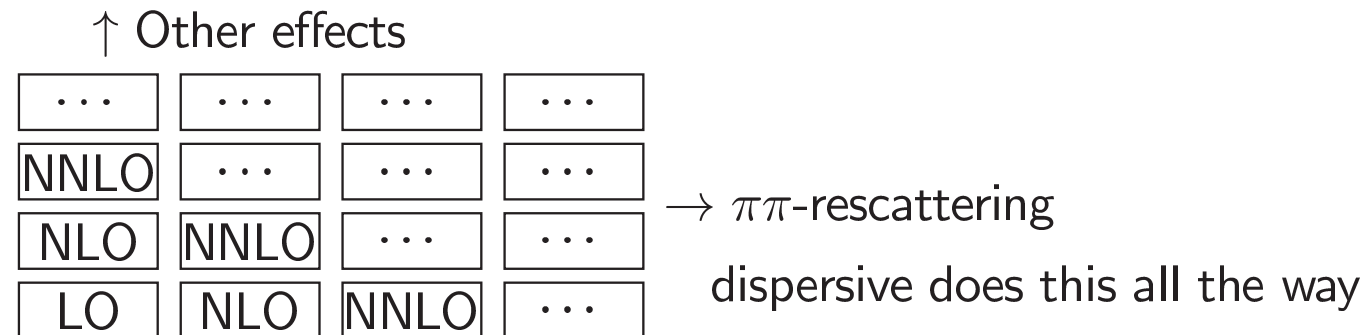 ↑ Other effects
··· ··· ··· ···
NNLO ··· ··· ···
→ ππ-rescattering
NLO NNLO ··· ···
dispersive does this all the way
LO NLO NNLO ···